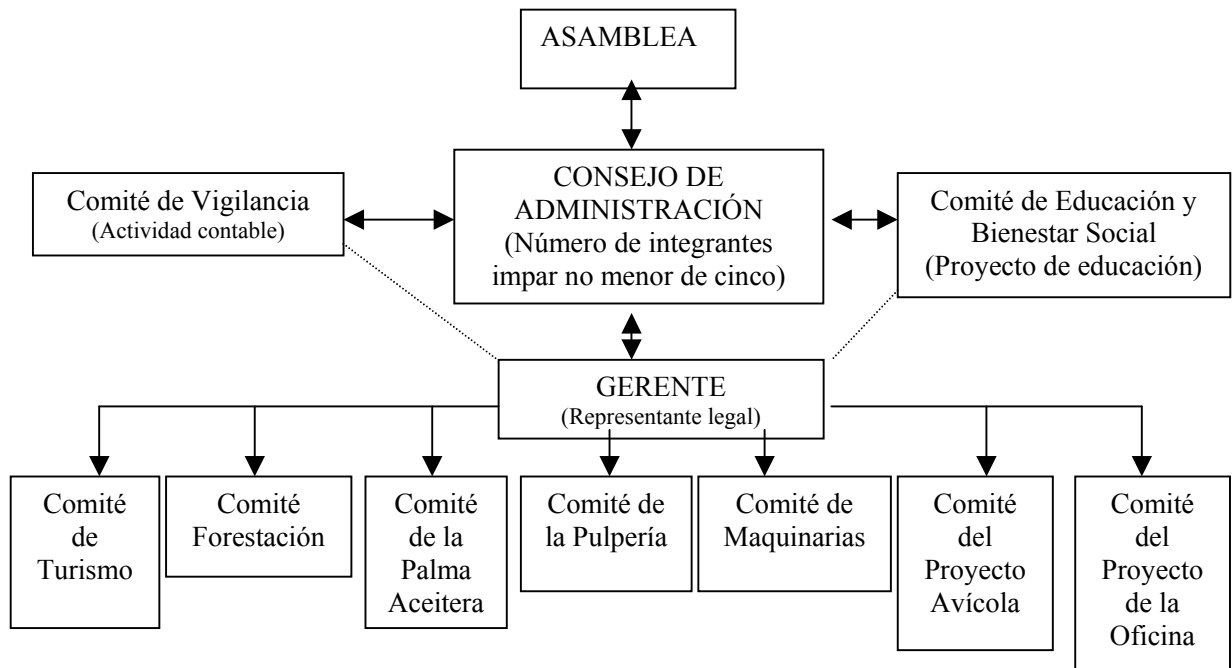 ASAMBLEA
Comité de Vigilancia
(Actividad contable)
CONSEJO DE
ADMINISTRACIÓN
(Número de integrantes
impar no menor de cinco)
Comité de Educación y
Bienestar Social
(Proyecto de educación)
GERENTE
(Representante legal)
Comité
de
Turismo
Comité
Forestación
Comité
de la
Palma
Aceitera
Comité de
la Pulpería
Comité de
Maquinarias
Comité
del
Proyecto
Avícola
Comité
del
Proyecto
de la
Oficina